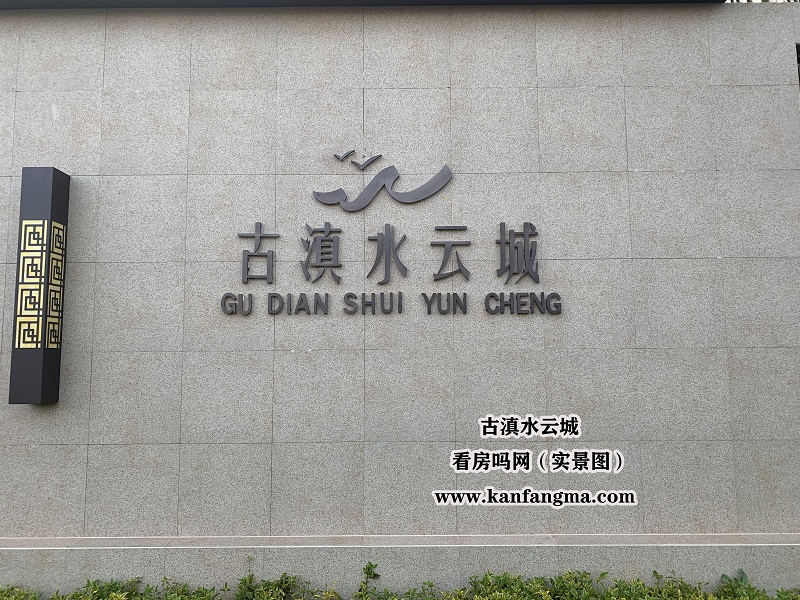 古滇水云城
GU DIAN SHUI YUN CHENG
古滇水云城
看房吗网（实景图）
www.kanfangma.com